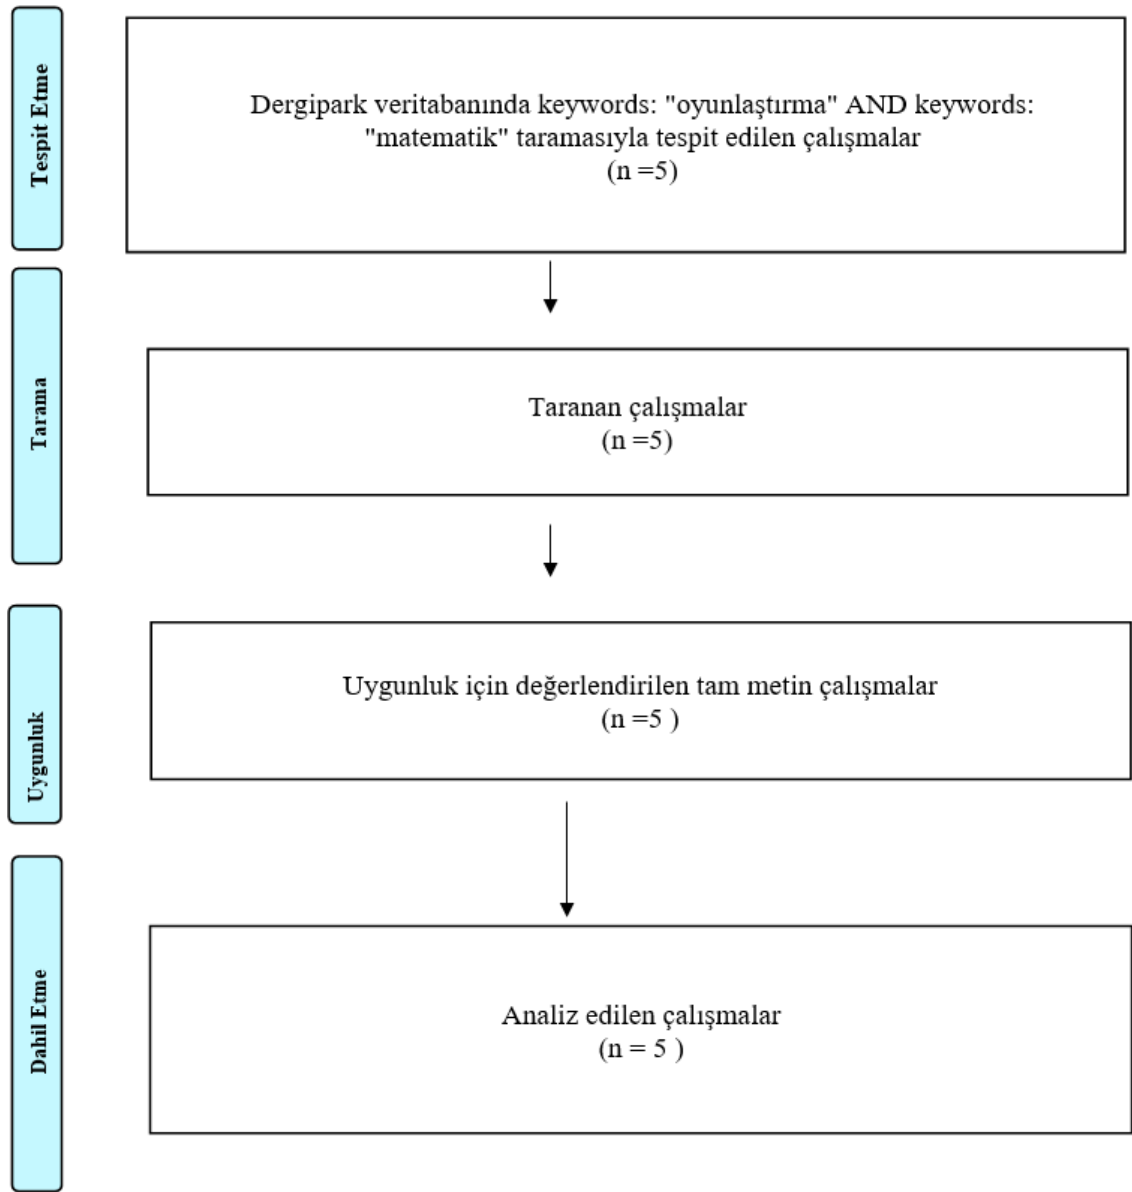 Tespit Etme
Dergipark veritabanında keywords: "oyunlaştırma" AND keywords:
"matematik" taramasıyla tespit edilen çalışmalar
(n =5)
Tarama
Taranan çalışmalar
(n =5)
Uygunluk
Uygunluk için değerlendirilen tam metin çalışmalar
(n =5 )
Dahil Etme
Analiz edilen çalışmalar
(n = 5 )